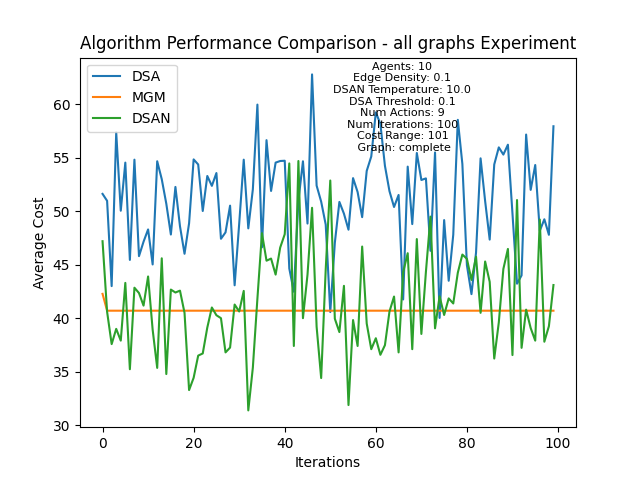 Algorithm Performance Comparison - all graphs Experiment
DSA
MGM
DSAN
Agents: 10
Edge Density: 0.1
DSAN Temperature: 10.0
DSA Threshold: 0.1
Num Actions: 9
Num Iterations: 100
Cost Range: 101
Graph: complete
Average Cost
60
55
50
45
40
35
30
0
20
40
60
80
100
Iterations